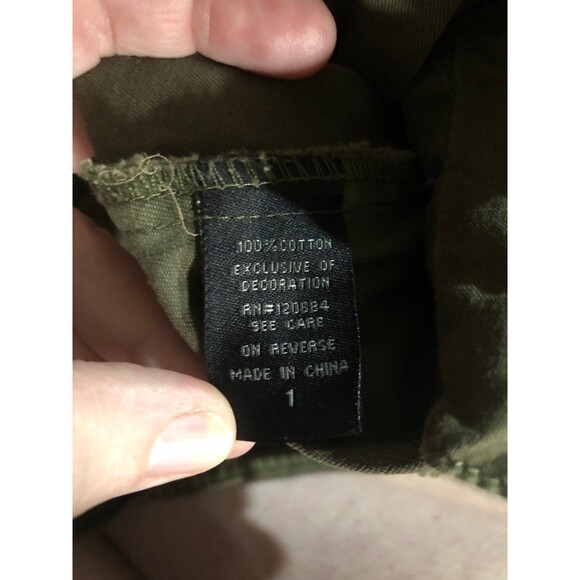 100% COTTON
EXCLUSIVE OF
DECORATION
RN#120684
SEE CARE
ON REVERSE
MADE IN CHINA
1